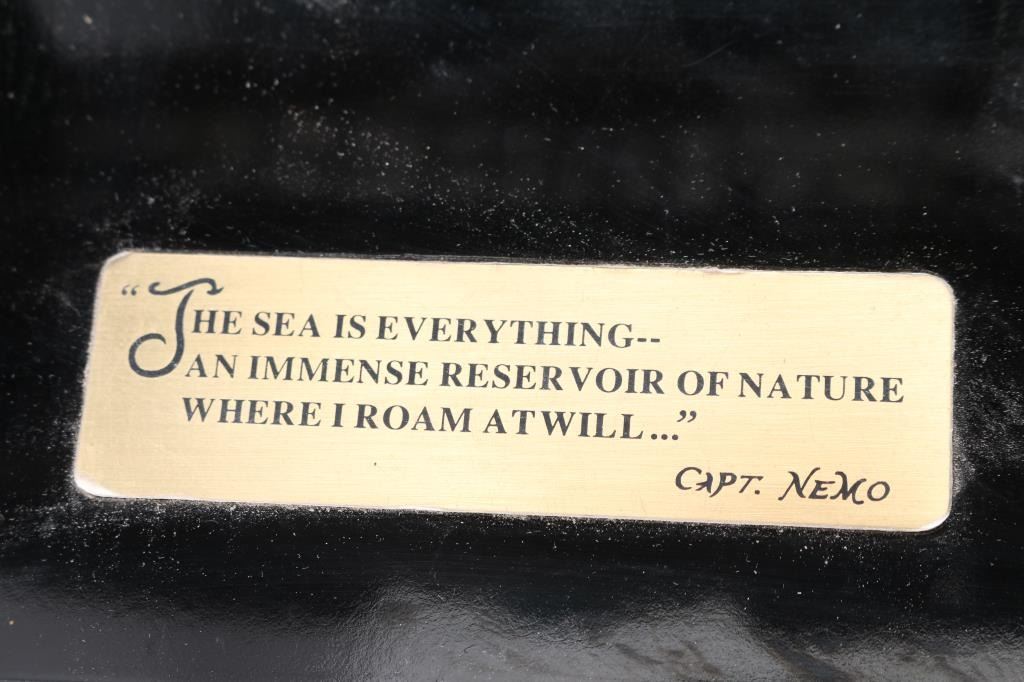 “THE SEA IS EVERYTHING--
AN IMMENSE RESERVOIR OF NATURE
WHERE I ROAM AT WILL...”
CAPT. NEMO